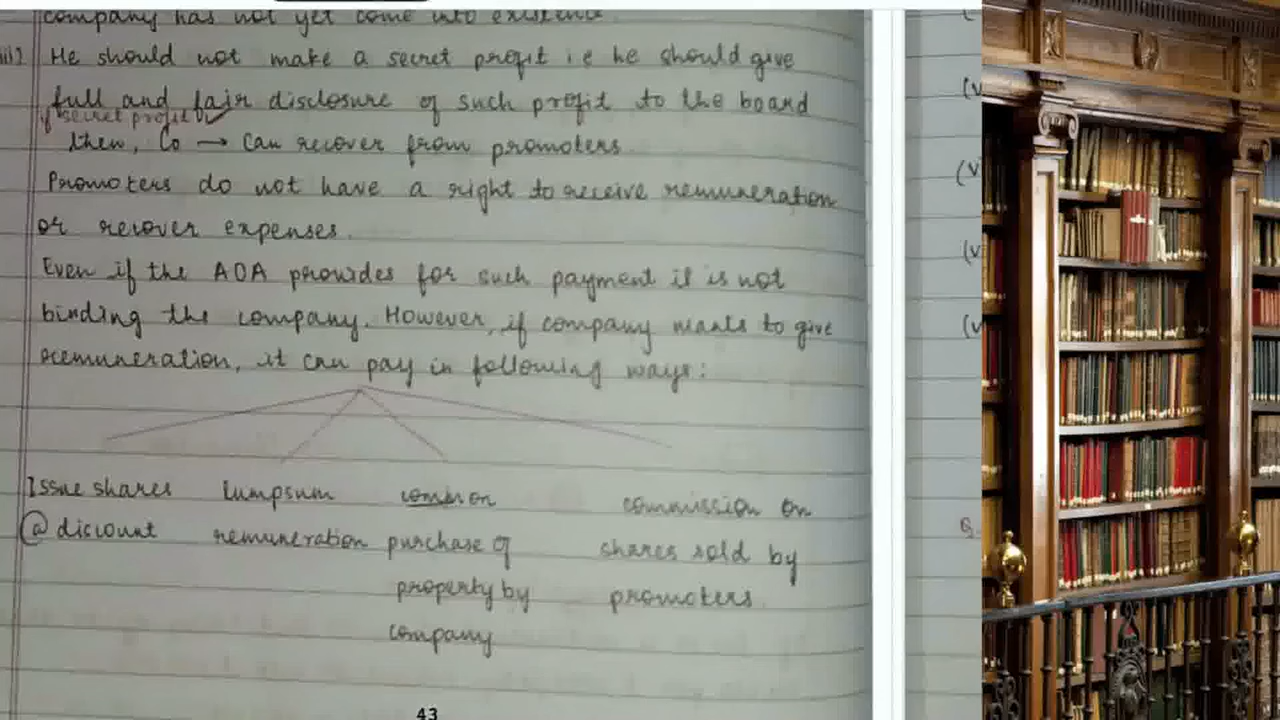 company has not yet come into existence
iii) He should not make a secret profit i.e he should give
full and fair disclosure of such profit to the board
if secret profit
then, Co → Can recover from promoters
Promoters do not have a right to receive remuneration
or recover expenses.
Even if the AOA provides for such payment it is not
binding the company. However, if company wants to give
remuneration, it can pay in following ways:
Issue shares lumpsum commission on
@ discount remuneration purchase of shares sold by
property by promoters
company
43
(v
(v
(v
(v